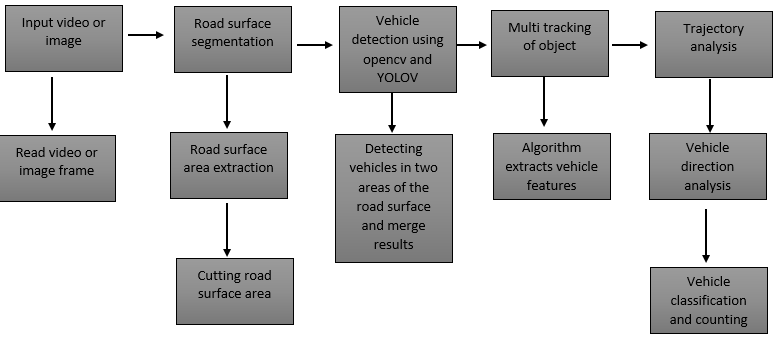 Input video or
image
Road surface
segmentation
Vehicle
detection using
opencv and
YOLOV
Multi tracking
of object
Trajectory
analysis
Read video or
image frame
Road surface
area extraction
Detecting
vehicles in two
areas of the
road surface
and merge
results
Algorithm
extracts vehicle
features
Vehicle
direction
analysis
Cutting road
surface area
Vehicle
classification
and counting